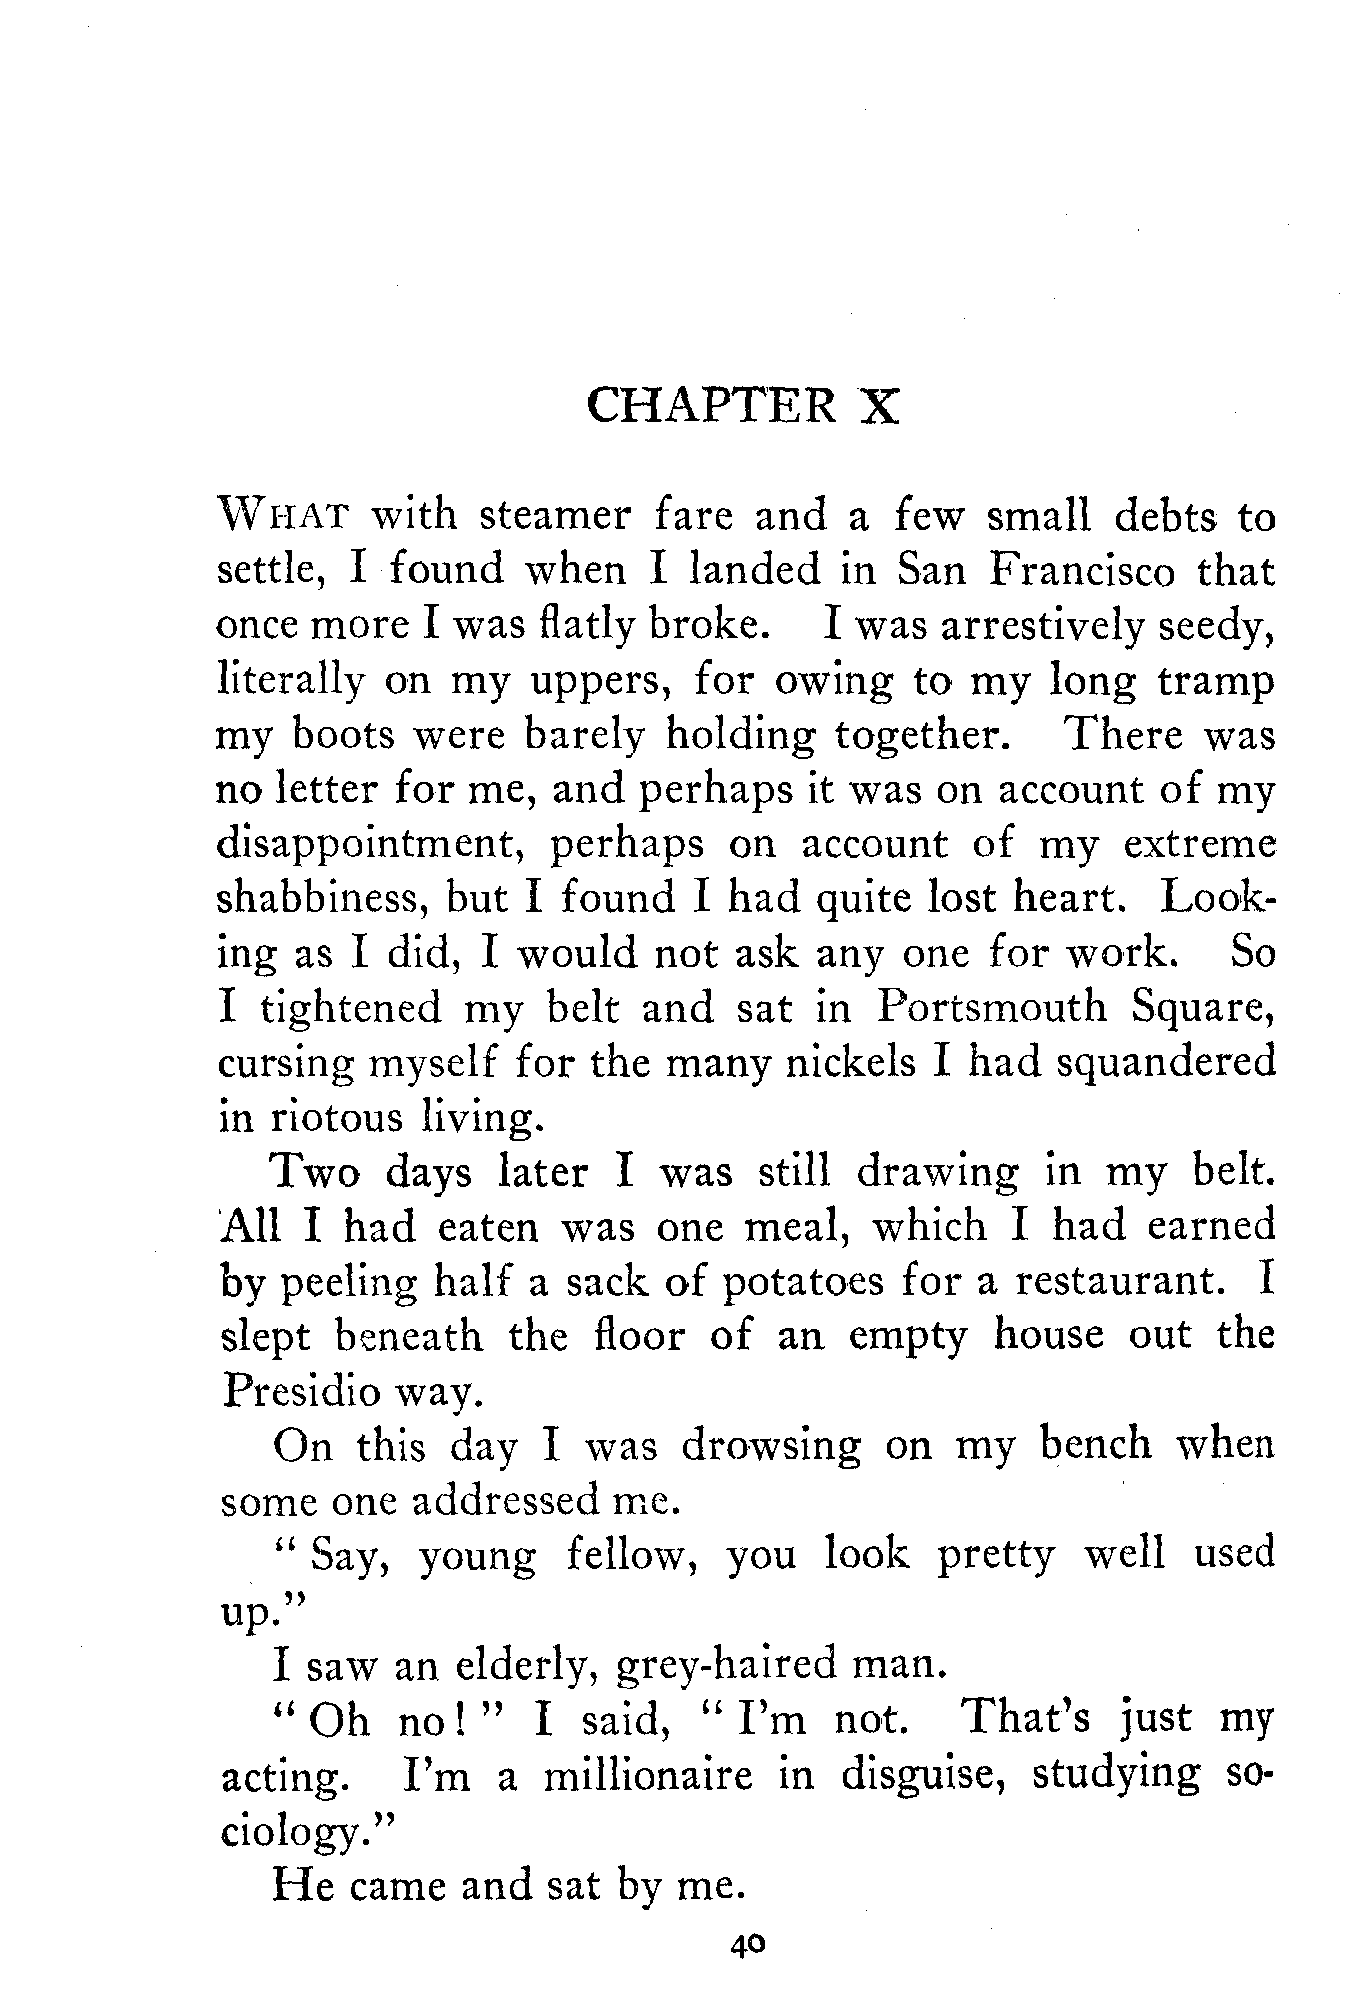 CHAPTER X
WHAT with steamer fare and a few small debts to
settle, I found when I landed in San Francisco that
once more I was flatly broke. I was arrestively seedy,
literally on my uppers, for owing to my long tramp
my boots were barely holding together. There was
no letter for me, and perhaps it was on account of my
disappointment, perhaps on account of my extreme
shabbiness, but I found I had quite lost heart. Look-
ing as I did, I would not ask any one for work. So
I tightened my belt and sat in Portsmouth Square,
cursing myself for the many nickels I had squandered
in riotous living.
Two days later I was still drawing in my belt.
All I had eaten was one meal, which I had earned
by peeling half a sack of potatoes for a restaurant. I
slept beneath the floor of an empty house out the
Presidio way.
On this day I was drowsing on my bench when
some one addressed me.
" Say, young fellow, you look pretty well used
up."
I saw an elderly, grey-haired man.
" Oh no! " I said, " I'm not. That's just my
acting. I'm a millionaire in disguise, studying so-
ciology."
He came and sat by me.
40